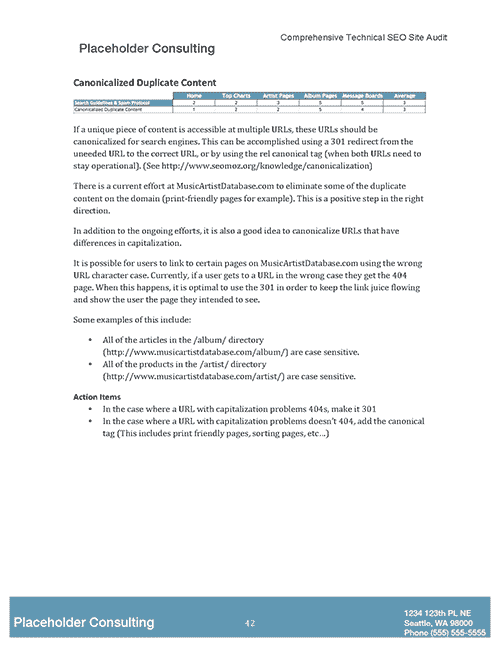 Comprehensive Technical SEO Site Audit
Placeholder Consulting
Canonicalized Duplicate Content
Home Top Charts Artist Pages Album Pages Message Boards Average
Search Guidelines & Spam Protocol 2 2 3 5 5 3
Canonicalized Duplicate Content 1 2 2 5 4 3
If a unique piece of content is accessible at multiple URLs, these URLs should be
canonicalized for search engines. This can be accomplished using a 301 redirect from the
uneeded URL to the correct URL, or by using the rel canonical tag (when both URLs need to
stay operational). (See http://www.seomoz.org/knowledge/canonicalization)
There is a current effort at MusicArtistDatabase.com to eliminate some of the duplicate
content on the domain (print-friendly pages for example). This is a positive step in the right
direction.
In addition to the ongoing efforts, it is also a good idea to canonicalize URLs that have
differences in capitalization.
It is possible for users to link to certain pages on MusicArtistDatabase.com using the wrong
URL character case. Currently, if a user gets to a URL in the wrong case they get the 404
page. When this happens, it is optimal to use the 301 in order to keep the link juice flowing
and show the user the page they intended to see.
Some examples of this include:
• All of the articles in the /album/ directory
(http://www.musicartistdatabase.com/album/) are case sensitive.
• All of the products in the /artist/ directory
(http://www.musicartistdatabase.com/artist/) are case sensitive.
Action Items
• In the case where a URL with capitalization problems 404s, make it 301
• In the case where a URL with capitalization problems doesn't 404, add the canonical
tag (This includes print friendly pages, sorting pages, etc...)
Placeholder Consulting
42
1234 123th PL NE
Seattle, WA 98000
Phone (555) 555-5555